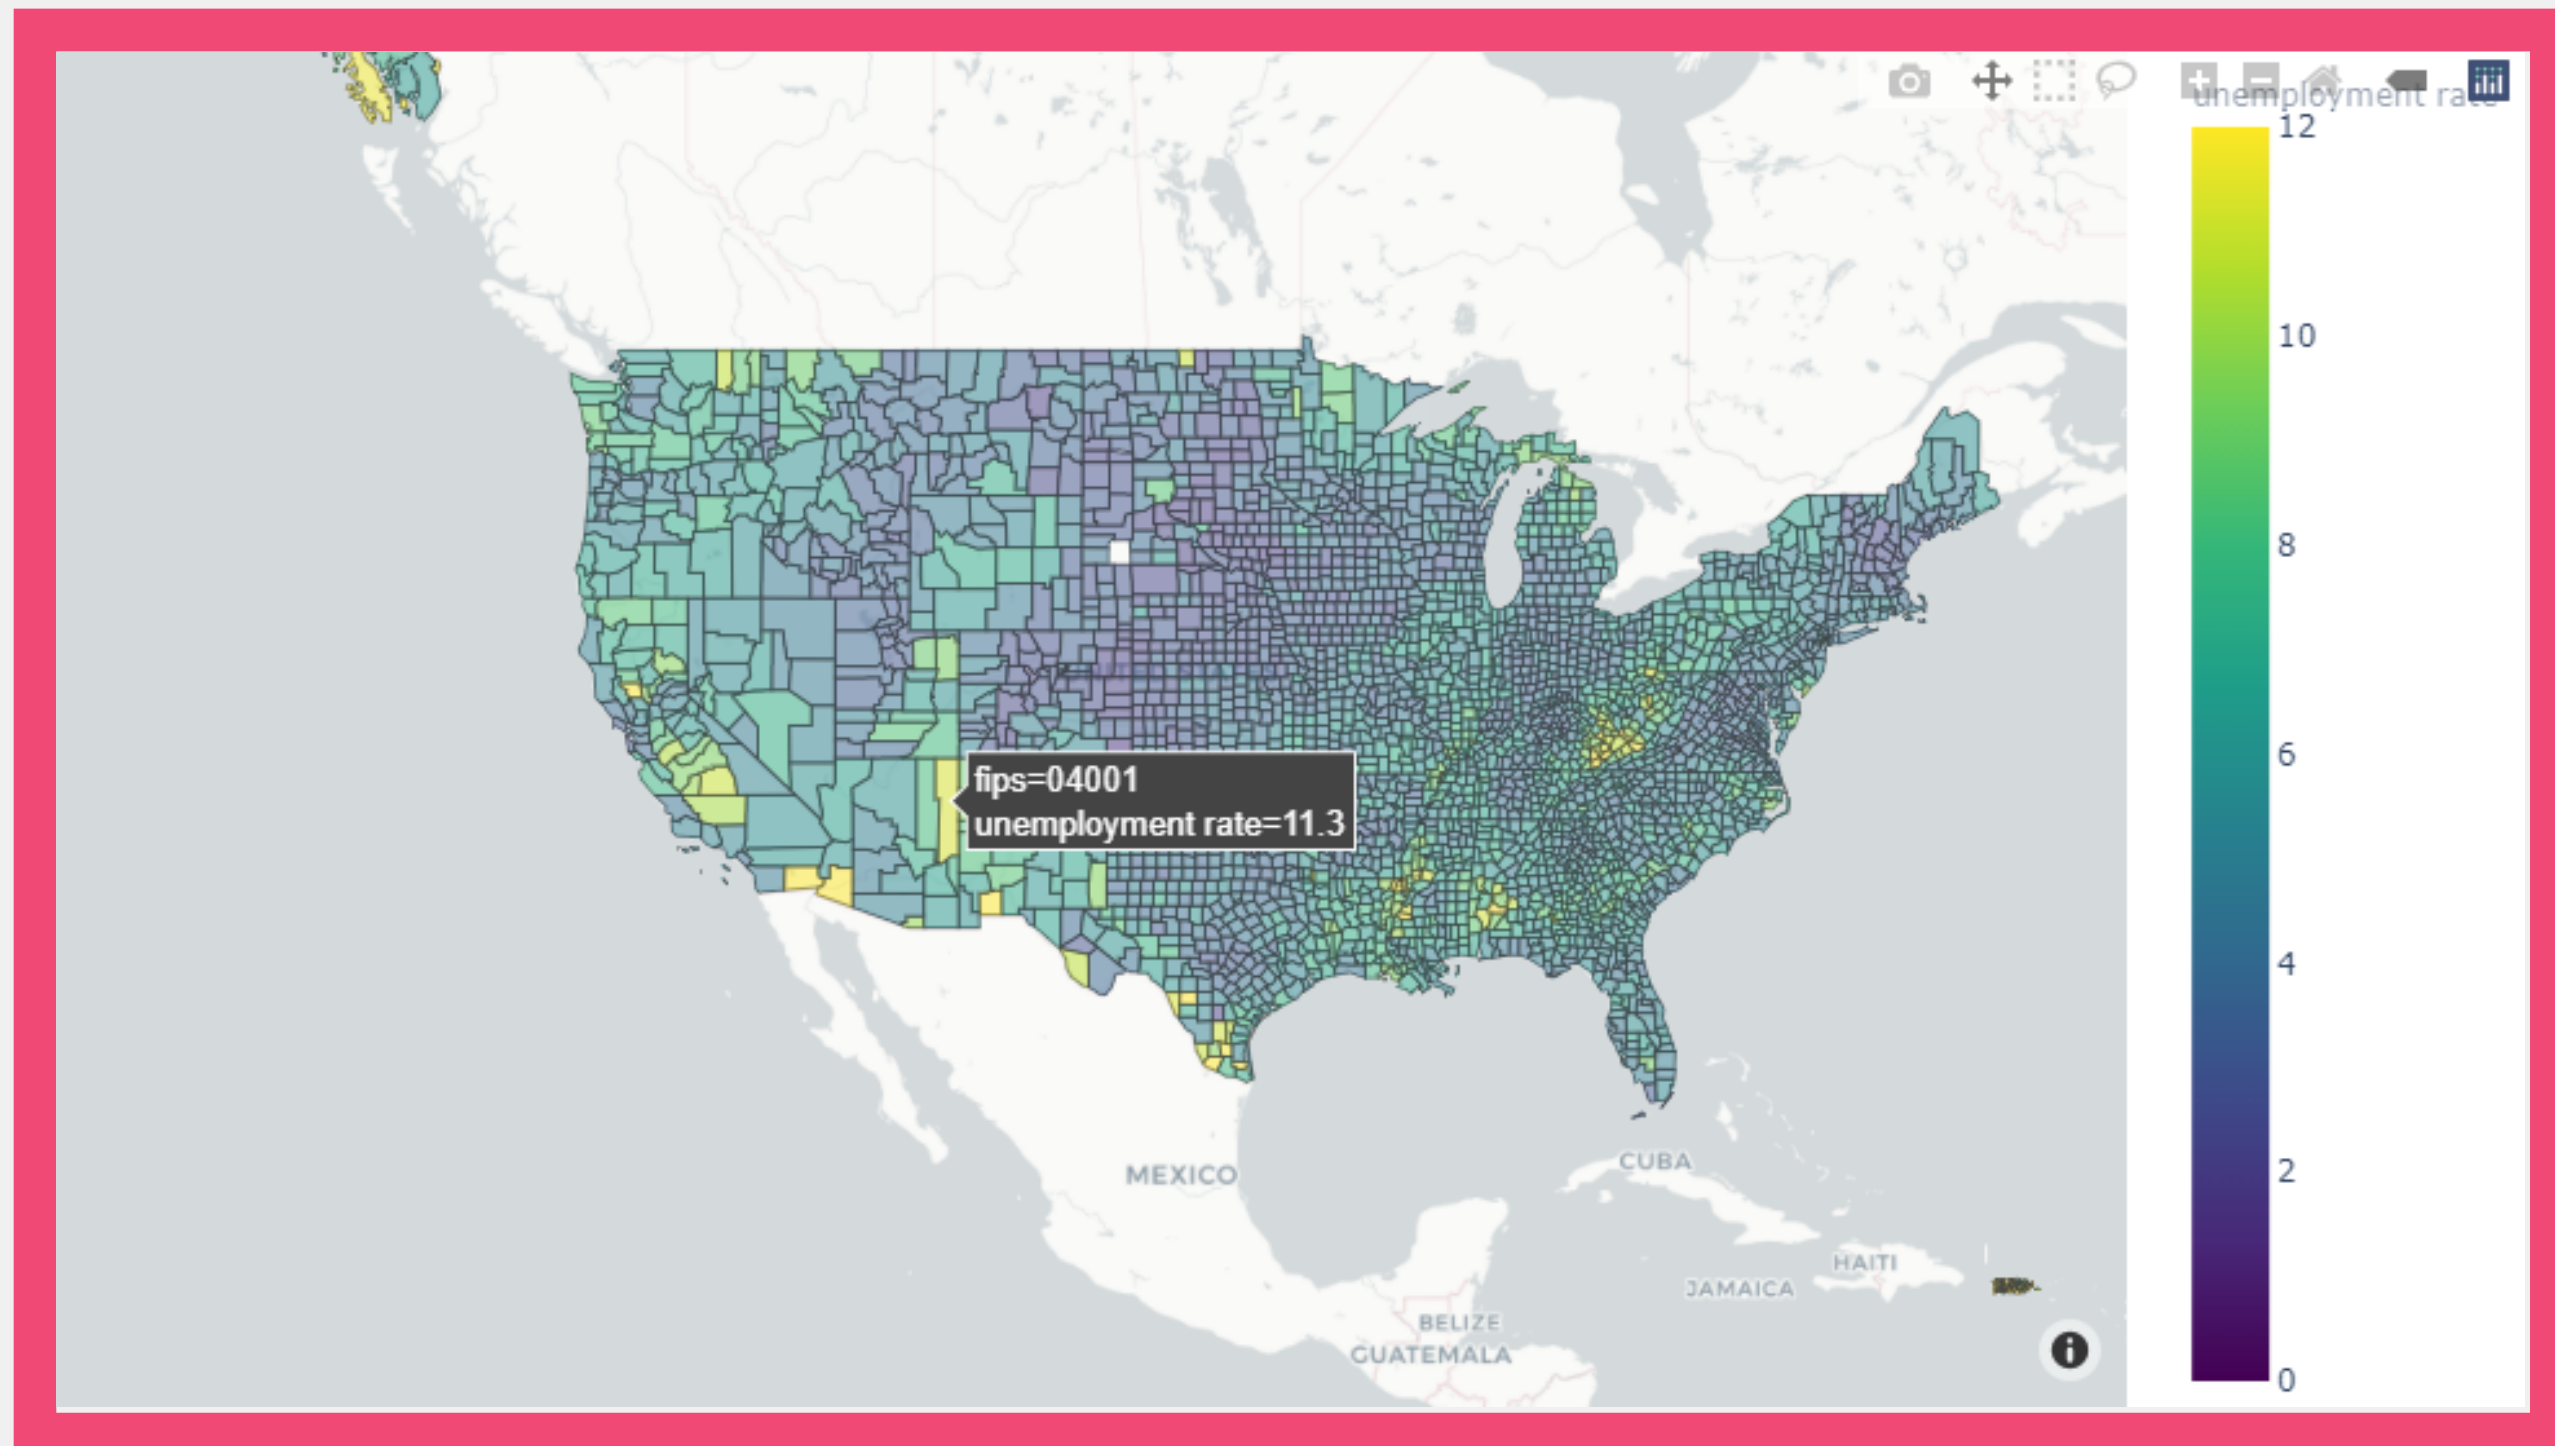 unemployment rate
12
10
8
6
4
2
0
fips=04001
unemployment rate=11.3
MEXICO
CUBA
HAITI
JAMAICA
BELIZE
GUATEMALA